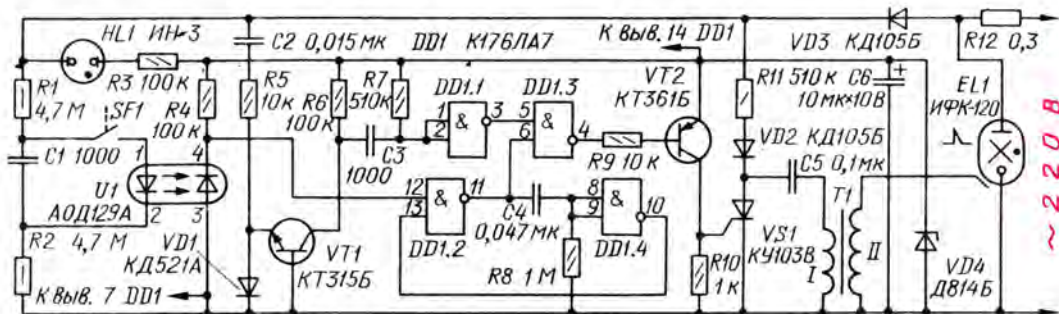 HL1 ИН-3
R1
4,7 М
R3 100 к
SF1
C1 1000
R4
100 к
1
4
U1
АОД129А
2
3
R2 4,7 М
VD1
КД521А
К выв. 7 DD1
C2 0,015 мк
R5
10 к
R6
100 к
R7
510 к
C3
1000
VT1
КТ315Б
DD1 К176ЛА7
DD1.1
1
2
&
3
DD1.3
5
6
&
4
12
13
&
11
DD1.2
C4
0,047 мк
8
9
&
10
DD1.4
R8 1 М
R9 10 к
К выв. 14 DD1
VT2
КТ361Б
R10
1 к
R11 510 к
VD2 КД105Б
C5 0,1 мк
VS1
КУ103В
T1
I
II
VD3 КД105Б
C6
10 мк×10 В
+
VD4
Д814Б
R12 0,3
EL1
ИФК-120
~220В